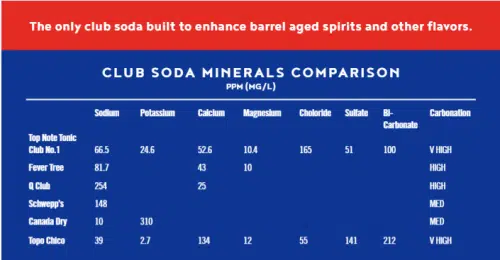 The only club soda built to enhance barrel aged spirits and other flavors.
CLUB SODA MINERALS COMPARISON
PPM (MG/L)
Sodium Potassium Calcium Magnesium Choloride Sulfate Bi-Carbonate Carbonation
Top Note Tonic
Club No.1 66.5 24.6 52.6 10.4 165 51 100 V HIGH
Fever Tree 81.7 43 10 HIGH
Q Club 254 25 HIGH
Schwepp's 148 MED
Canada Dry 10 310 MED
Topo Chico 39 2.7 134 12 55 141 212 V HIGH